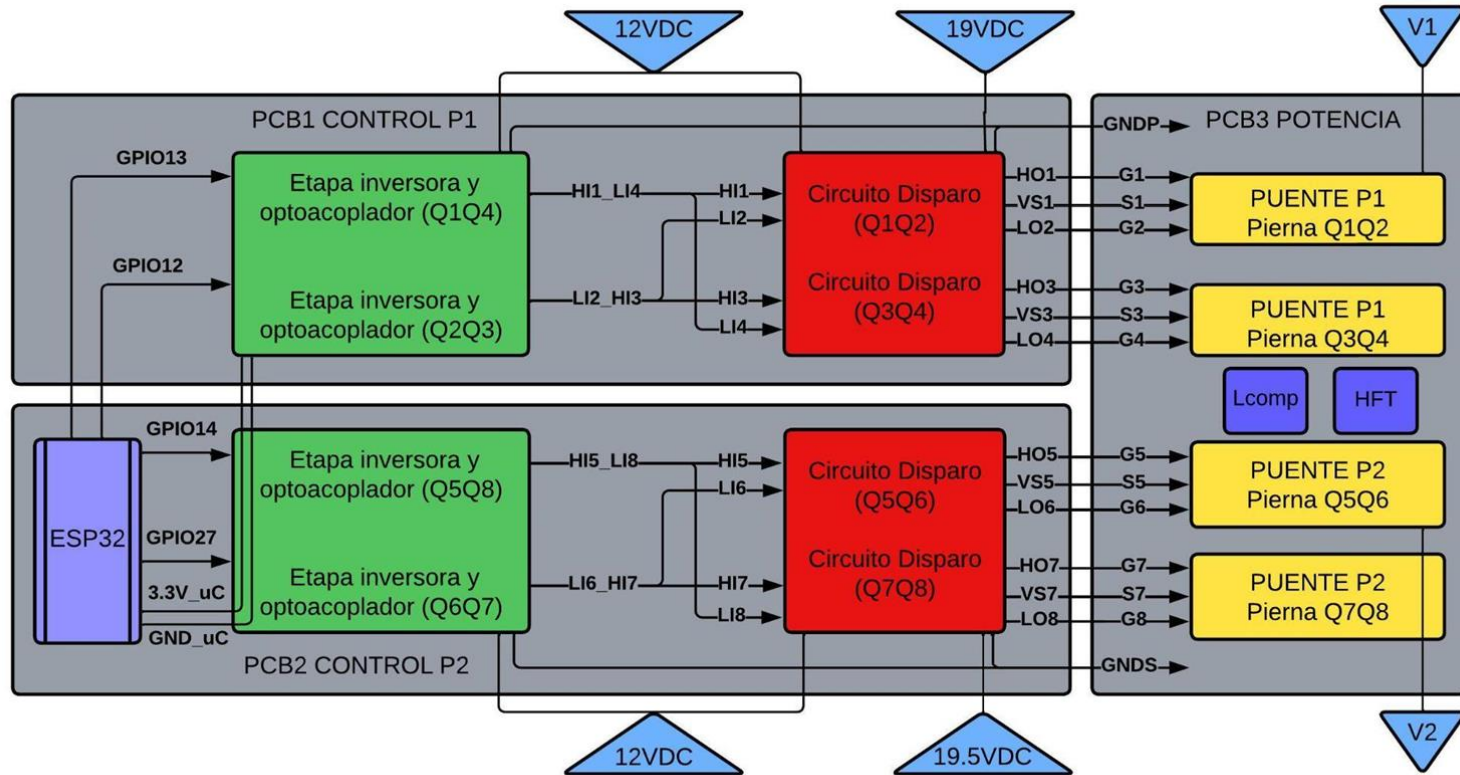 12VDC
19VDC
V1
PCB1 CONTROL P1
PCB3 POTENCIA
GNDP
GPIO13
Etapa inversora y
optoacoplador (Q1Q4)
HI1_LI4
HI1
LI2
Circuito Disparo
(Q1Q2)
HO1
VS1
LO2
G1
S1
G2
PUENTE P1
Pierna Q1Q2
GPIO12
Etapa inversora y
optoacoplador (Q2Q3)
LI2_HI3
HI3
LI4
Circuito Disparo
(Q3Q4)
HO3
VS3
LO4
G3
S3
G4
PUENTE P1
Pierna Q3Q4
Lcomp
HFT
ESP32
GPIO14
Etapa inversora y
optoacoplador (Q5Q8)
HI5_LI8
HI5
LI6
Circuito Disparo
(Q5Q6)
HO5
VS5
LO6
G5
S5
G6
PUENTE P2
Pierna Q5Q6
GPIO27
3.3V_uC
GND_uC
Etapa inversora y
optoacoplador (Q6Q7)
LI6_HI7
HI7
LI8
Circuito Disparo
(Q7Q8)
HO7
VS7
LO8
G7
S7
G8
PUENTE P2
Pierna Q7Q8
PCB2 CONTROL P2
GNDS
12VDC
19.5VDC
V2